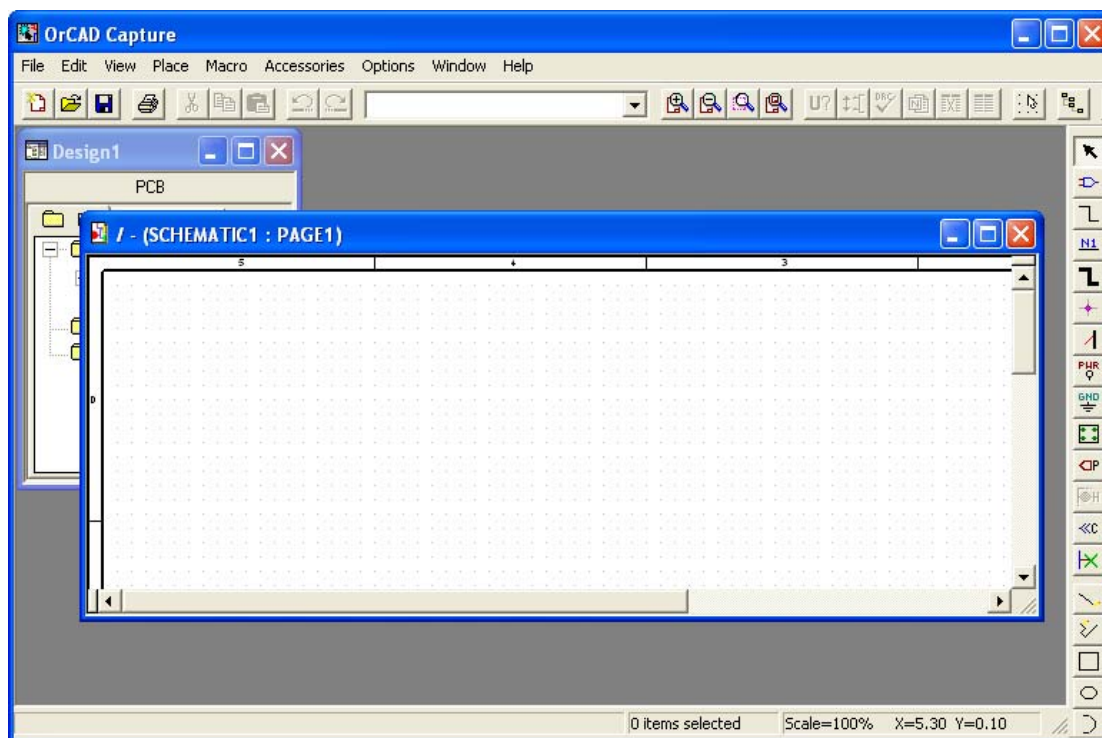 OrCAD Capture
File Edit View Place Macro Accessories Options Window Help
U? DRC
Design1
PCB
/ - (SCHEMATIC1 : PAGE1)
5 4 3
D
N1
PWR
GND
P
H
C
0 items selected Scale=100% X=5.30 Y=0.10